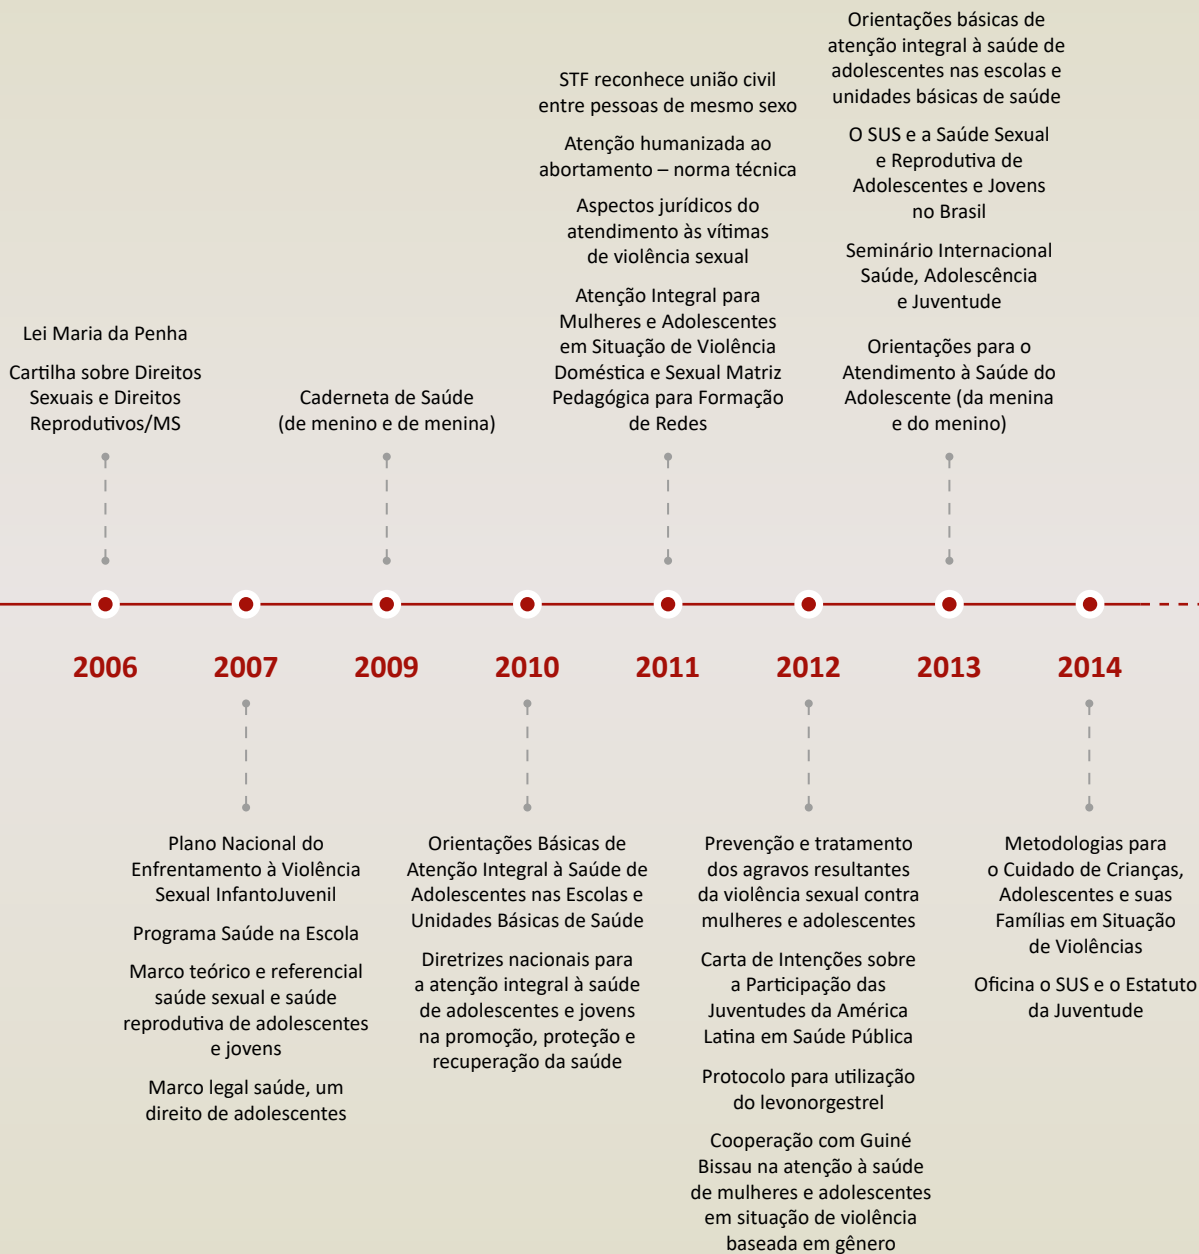 Lei Maria da Penha
Cartilha sobre Direitos
Sexuais e Direitos
Reprodutivos/MS
Caderneta de Saúde
(de menino e de menina)
STF reconhece união civil
entre pessoas de mesmo sexo
Atenção humanizada ao
abortamento – norma técnica
Aspectos jurídicos do
atendimento às vítimas
de violência sexual
Atenção Integral para
Mulheres e Adolescentes
em Situação de Violência
Doméstica e Sexual Matriz
Pedagógica para Formação
de Redes
Orientações básicas de
atenção integral à saúde de
adolescentes nas escolas e
unidades básicas de saúde
O SUS e a Saúde Sexual
e Reprodutiva de
Adolescentes e Jovens
no Brasil
Seminário Internacional
Saúde, Adolescência
e Juventude
Orientações para o
Atendimento à Saúde do
Adolescente (da menina
e do menino)
2006 2007 2009 2010 2011 2012 2013 2014
Plano Nacional do
Enfrentamento à Violência
Sexual InfantoJuvenil
Programa Saúde na Escola
Marco teórico e referencial
saúde sexual e saúde
reprodutiva de adolescentes
e jovens
Marco legal saúde, um
direito de adolescentes
Orientações Básicas de
Atenção Integral à Saúde de
Adolescentes nas Escolas e
Unidades Básicas de Saúde
Diretrizes nacionais para
a atenção integral à saúde
de adolescentes e jovens
na promoção, proteção e
recuperação da saúde
Prevenção e tratamento
dos agravos resultantes
da violência sexual contra
mulheres e adolescentes
Carta de Intenções sobre
a Participação das
Juventudes da América
Latina em Saúde Pública
Protocolo para utilização
do levonorgestrel
Cooperação com Guiné
Bissau na atenção à saúde
de mulheres e adolescentes
em situação de violência
baseada em gênero
Metodologias para
o Cuidado de Crianças,
Adolescentes e suas
Famílias em Situação
de Violências
Oficina o SUS e o Estatuto
da Juventude